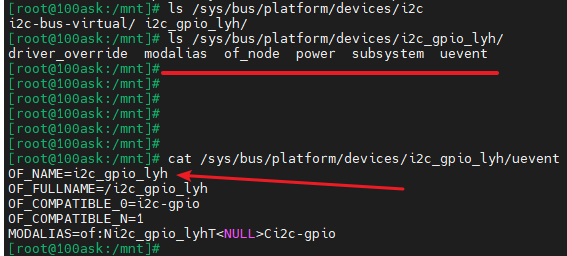 [root@100ask:/mnt]# ls /sys/bus/platform/devices/i2c
i2c-bus-virtual/ i2c_gpio_lyh/
[root@100ask:/mnt]# ls /sys/bus/platform/devices/i2c_gpio_lyh/
driver_override  modalias  of_node  power  subsystem  uevent
[root@100ask:/mnt]#
[root@100ask:/mnt]#
[root@100ask:/mnt]#
[root@100ask:/mnt]#
[root@100ask:/mnt]#
[root@100ask:/mnt]# cat /sys/bus/platform/devices/i2c_gpio_lyh/uevent
OF_NAME=i2c_gpio_lyh
OF_FULLNAME=/i2c_gpio_lyh
OF_COMPATIBLE_0=i2c-gpio
OF_COMPATIBLE_N=1
MODALIAS=of:Ni2c_gpio_lyhT<NULL>Ci2c-gpio
[root@100ask:/mnt]#